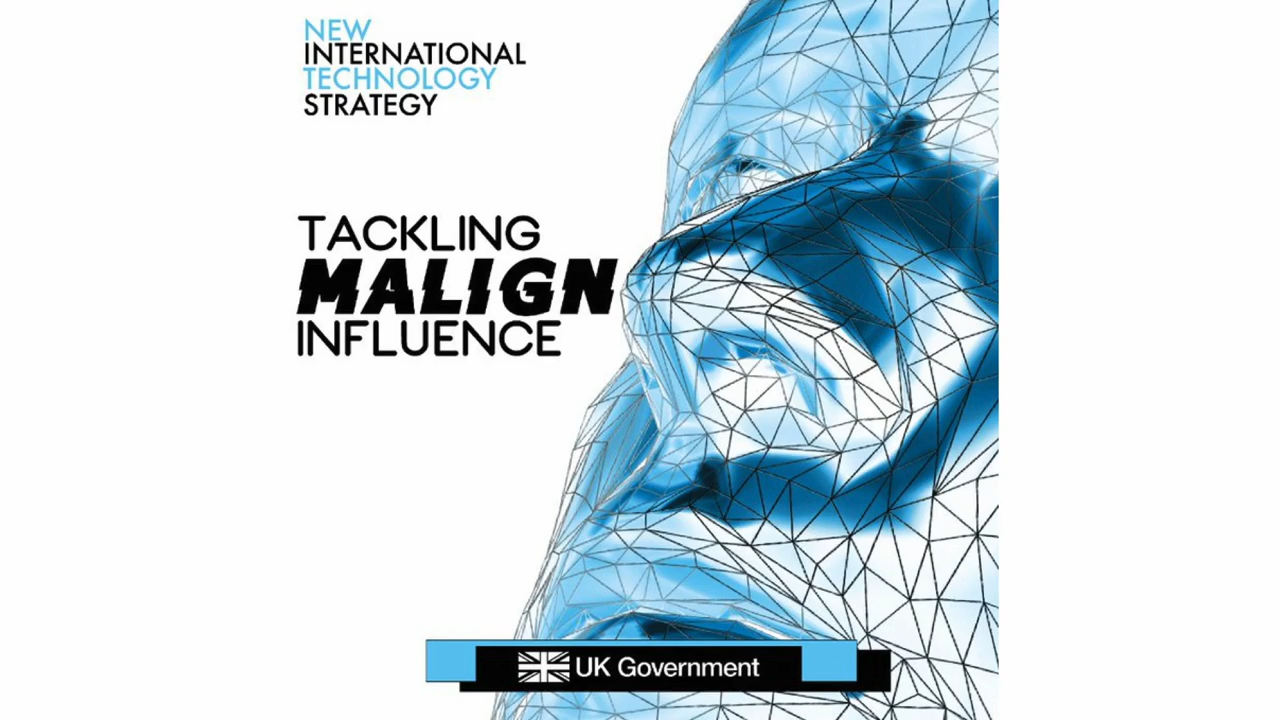 NEW
INTERNATIONAL
TECHNOLOGY
STRATEGY
TACKLING
MALIGN
INFLUENCE
UK Government